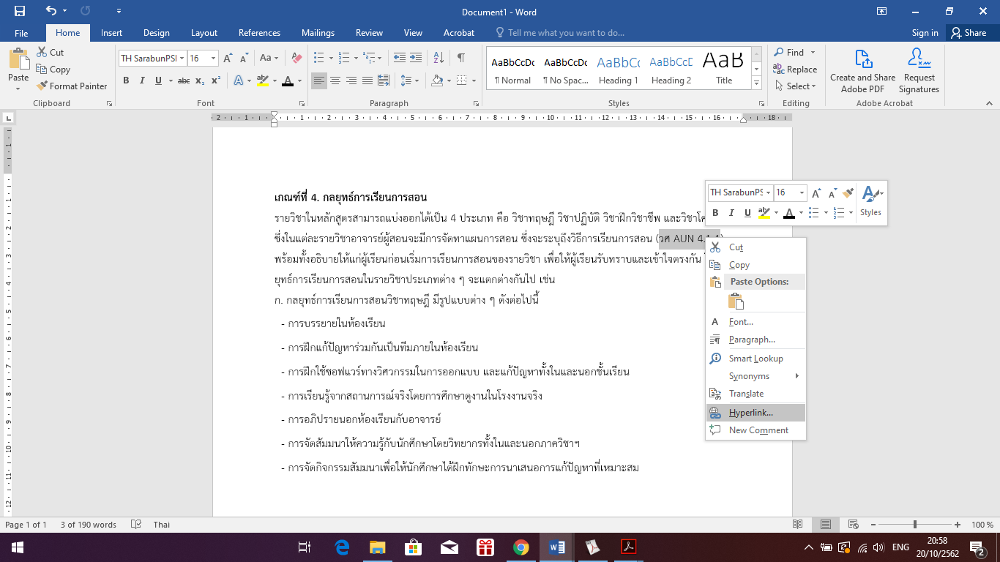 Document1 - Word
File Home Insert Design Layout References Mailings Review View Acrobat Tell me what you want to do... Sign in Share
Paste Cut Copy Format Painter
TH SarabunPSI 16 Aa
B I U abc x₂ x² A ab A
AaBbCcDc AaBbCcDc AaBbCc AaBbCcD AaB
¶ Normal ¶ No Spac... Heading 1 Heading 2 Title
Find Replace Select
Create and Share Adobe PDF
Request Signatures
Clipboard Font Paragraph Styles Editing Adobe Acrobat
2 1 1 2 3 4 5 6 7 8 9 10 11 12 13 14 15 16 18
เกณฑ์ที่ 4. กลยุทธ์การเรียนการสอน
รายวิชาในหลักสูตรสามารถแบ่งออกได้เป็น 4 ประเภท คือ วิชาทฤษฎี วิชาปฏิบัติ วิชาฝึกวิชาชีพ และวิชาโค
ซึ่งในแต่ละรายวิชาอาจารย์ผู้สอนจะมีการจัดทาแผนการสอน ซึ่งจะระบุถึงวิธีการเรียนการสอน (วศ AUN 4.1-1)
พร้อมทั้งอธิบายให้แก่ผู้เรียนก่อนเริ่มการเรียนการสอนของรายวิชา เพื่อให้ผู้เรียนรับทราบและเข้าใจตรงกัน
ยุทธ์การเรียนการสอนในรายวิชาประเภทต่าง ๆ จะแตกต่างกันไป เช่น
ก. กลยุทธ์การเรียนการสอนวิชาทฤษฎี มีรูปแบบต่าง ๆ ดังต่อไปนี้
- การบรรยายในห้องเรียน
- การฝึกแก้ปัญหาร่วมกันเป็นทีมภายในห้องเรียน
- การฝึกใช้ซอฟแวร์ทางวิศวกรรมในการออกแบบ และแก้ปัญหาทั้งในและนอกชั้นเรียน
- การเรียนรู้จากสถานการณ์จริงโดยการศึกษาดูงานในโรงงานจริง
- การอภิปรายนอกห้องเรียนกับอาจารย์
- การจัดสัมมนาให้ความรู้กับนักศึกษาโดยวิทยากรทั้งในและนอกภาควิชาฯ
- การจัดกิจกรรมสัมมนาเพื่อให้นักศึกษาได้ฝึกทักษะการนาเสนอการแก้ปัญหาที่เหมาะสม
TH SarabunPS 16
B I U ab A Styles
Cut
Copy
Paste Options:
Font...
Paragraph...
Smart Lookup
Synonyms
Translate
Hyperlink...
New Comment
Page 1 of 1 3 of 190 words Thai 100 %
ENG 20:58
20/10/2562 2